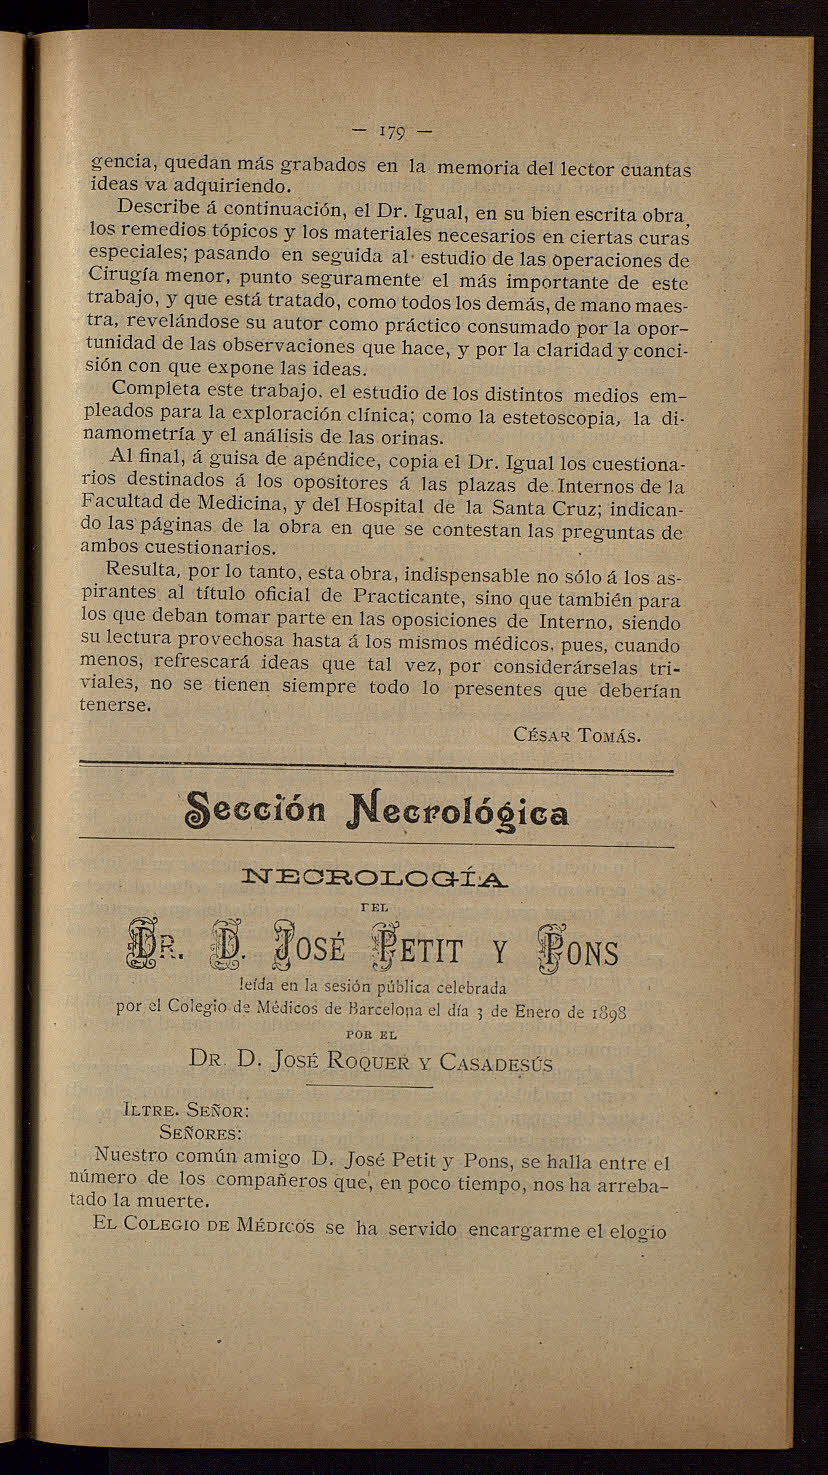 — 179 —
gencia, quedan más grabados en la memoria del lector cuantas
ideas va adquiriendo.
Describe á continuación, el Dr. Igual, en su bien escrita obra,
los remedios tópicos y los materiales necesarios en ciertas curas
especiales; pasando en seguida al estudio de las operaciones de
Cirugía menor, punto seguramente el más importante de este
trabajo, y que está tratado, como todos los demás, de mano maes-
tra, revelándose su autor como práctico consumado por la opor-
tunidad de las observaciones que hace, y por la claridad y conci-
sión con que expone las ideas.
Completa este trabajo, el estudio de los distintos medios em-
pleados para la exploración clínica; como la estetoscopia, la di-
namometría y el análisis de las orinas.
Al final, á guisa de apéndice, copia el Dr. Igual los cuestiona-
rios destinados á los opositores á las plazas de Internos de la
Facultad de Medicina, y del Hospital de la Santa Cruz; indican-
do las páginas de la obra en que se contestan las preguntas de
ambos cuestionarios.
Resulta, por lo tanto, esta obra, indispensable no sólo á los as-
pirantes al título oficial de Practicante, sino que también para
los que deban tomar parte en las oposiciones de Interno, siendo
su lectura provechosa hasta á los mismos médicos, pues, cuando
menos, refrescará ideas que tal vez, por considerárselas tri-
viales, no se tienen siempre todo lo presentes que deberían
tenerse.
CÉSAR TOMÁS.
Sección Necrológica
NECROLOGÍA
DEL
DR. D. JOSÉ PETIT Y PONS
leída en la sesión pública celebrada
por el Colegio de Médicos de Barcelona el día 3 de Enero de 1898
POR EL
DR. D. JOSÉ ROQUER Y CASADESÚS
ILTRE. SEÑOR:
SEÑORES:
Nuestro común amigo D. José Petit y Pons, se halla entre el
número de los compañeros que, en poco tiempo, nos ha arreba-
tado la muerte.
EL COLEGIO DE MÉDICOS se ha servido encargarme el elogio